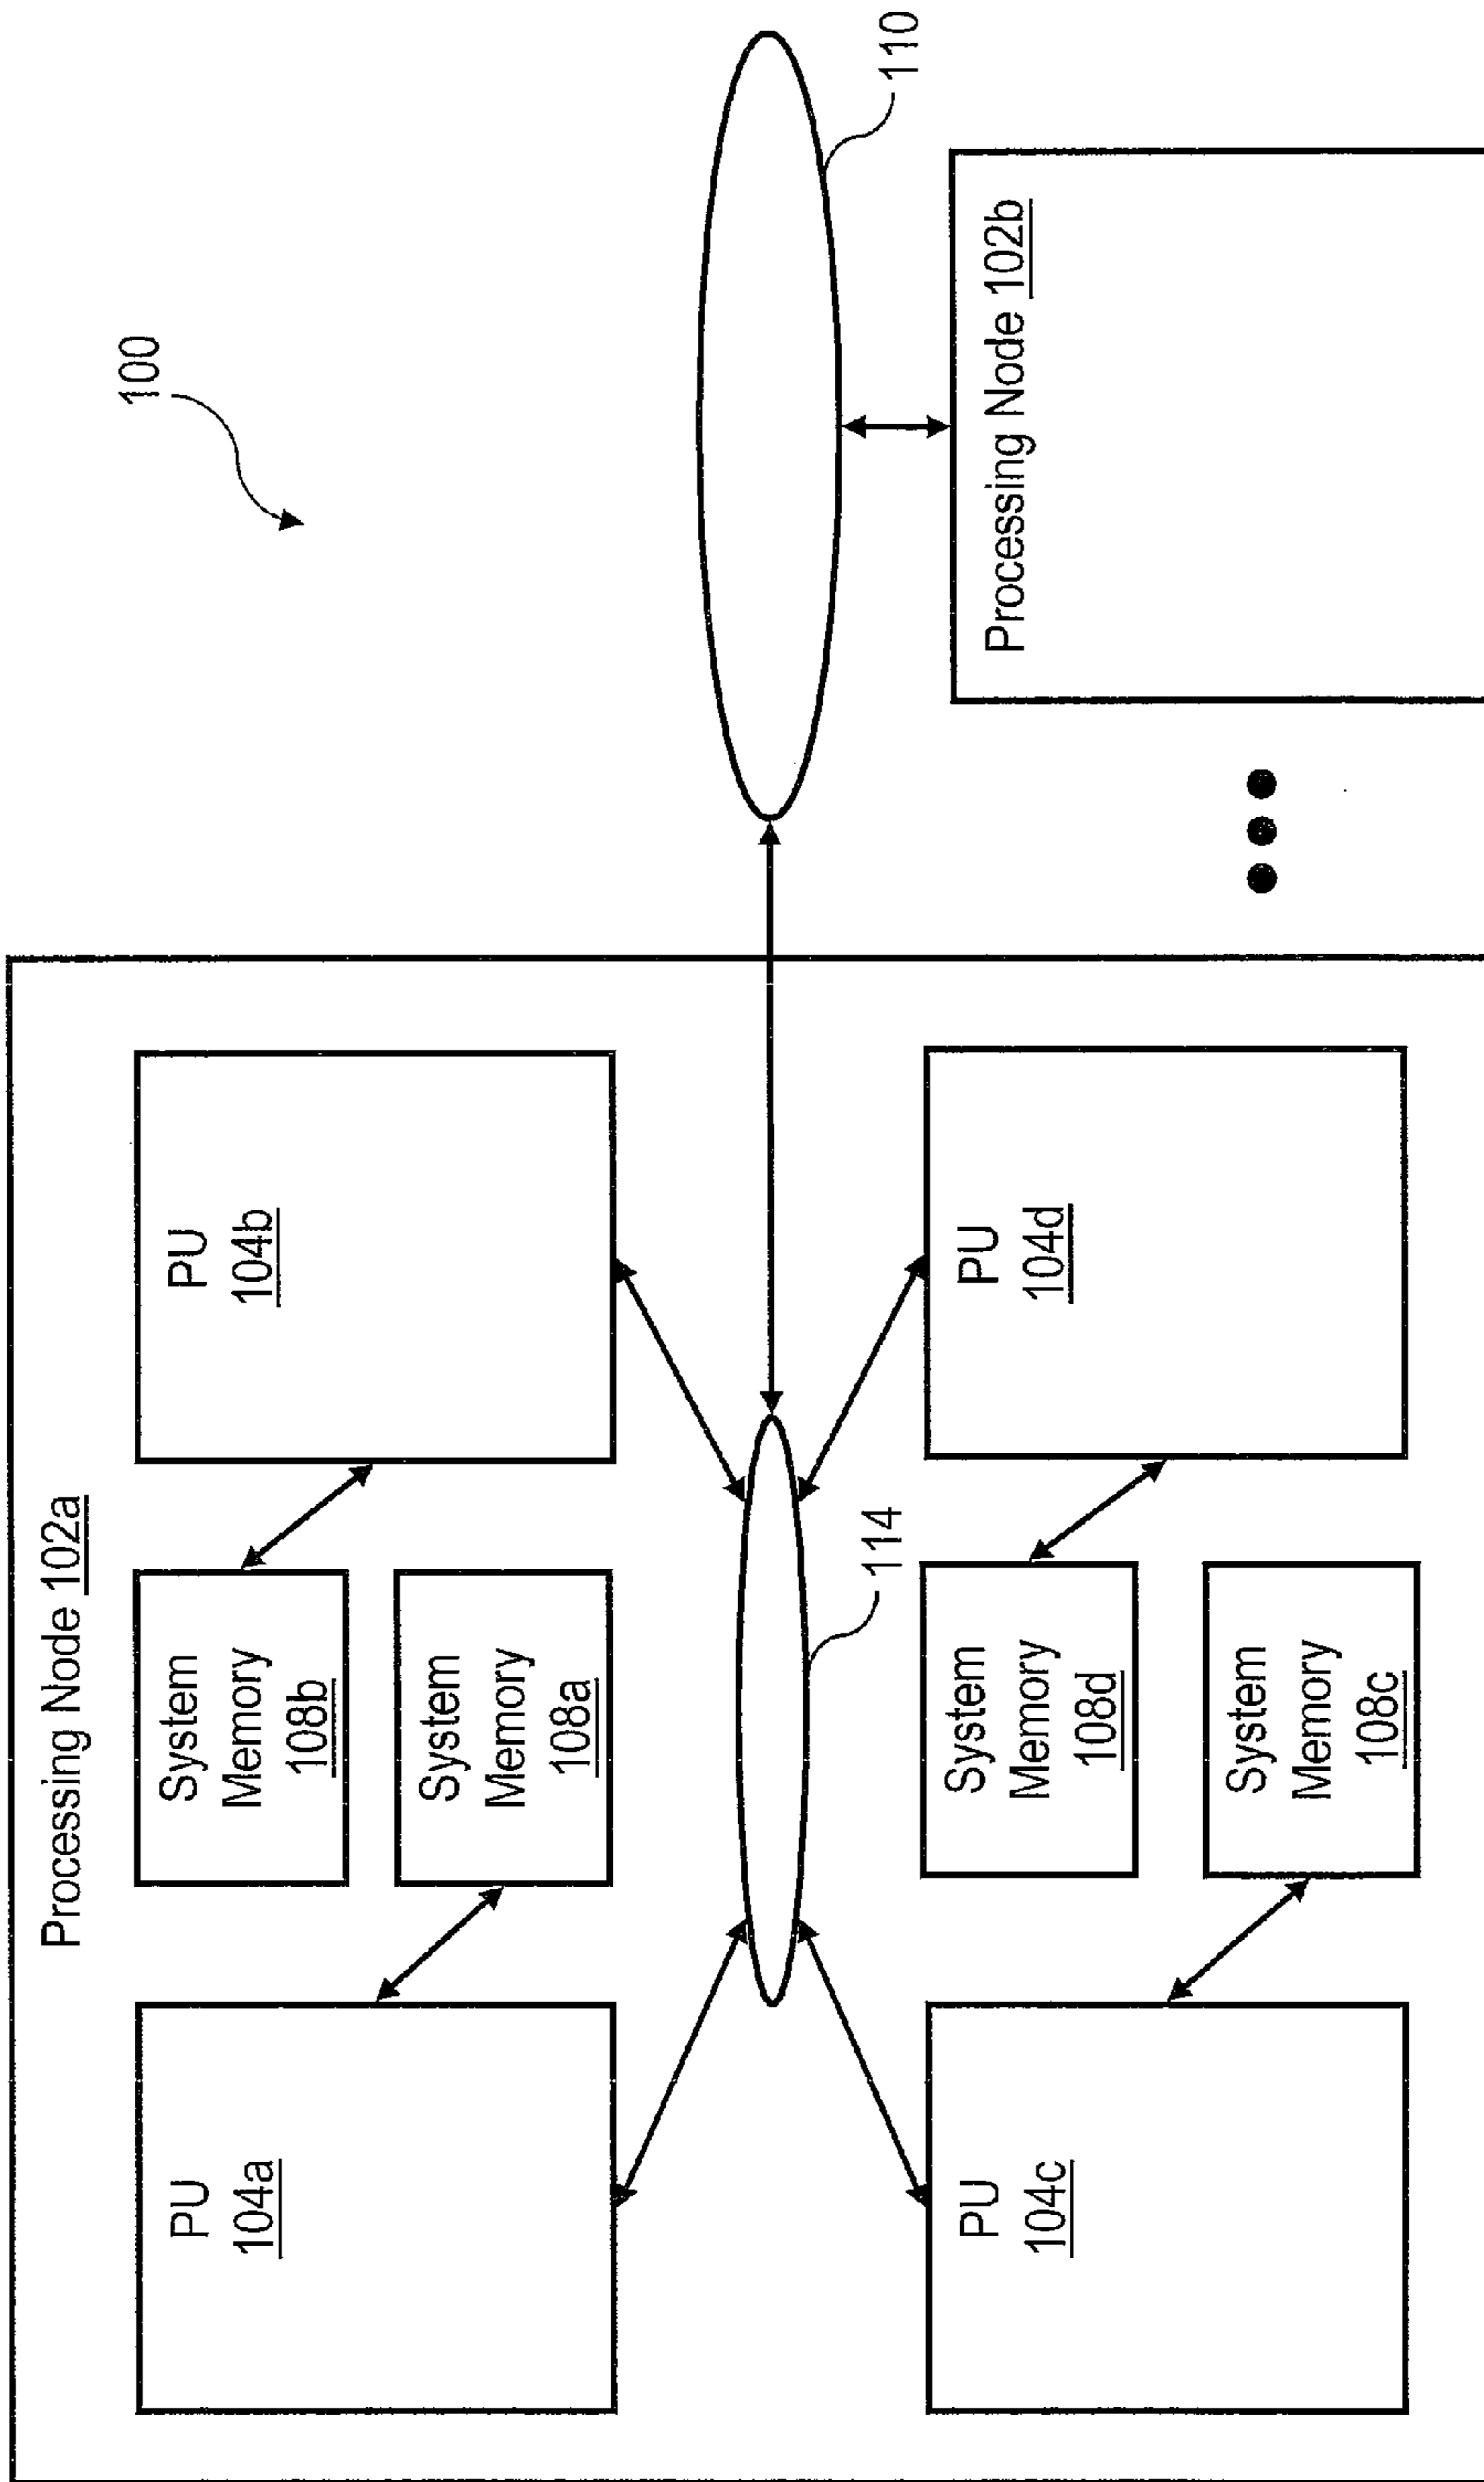 100
Processing Node 102a
PU
104a
System
Memory
108b
System
Memory
108a
PU
104b
110
114
PU
104c
System
Memory
108d
System
Memory
108c
PU
104d
Processing Node 102b